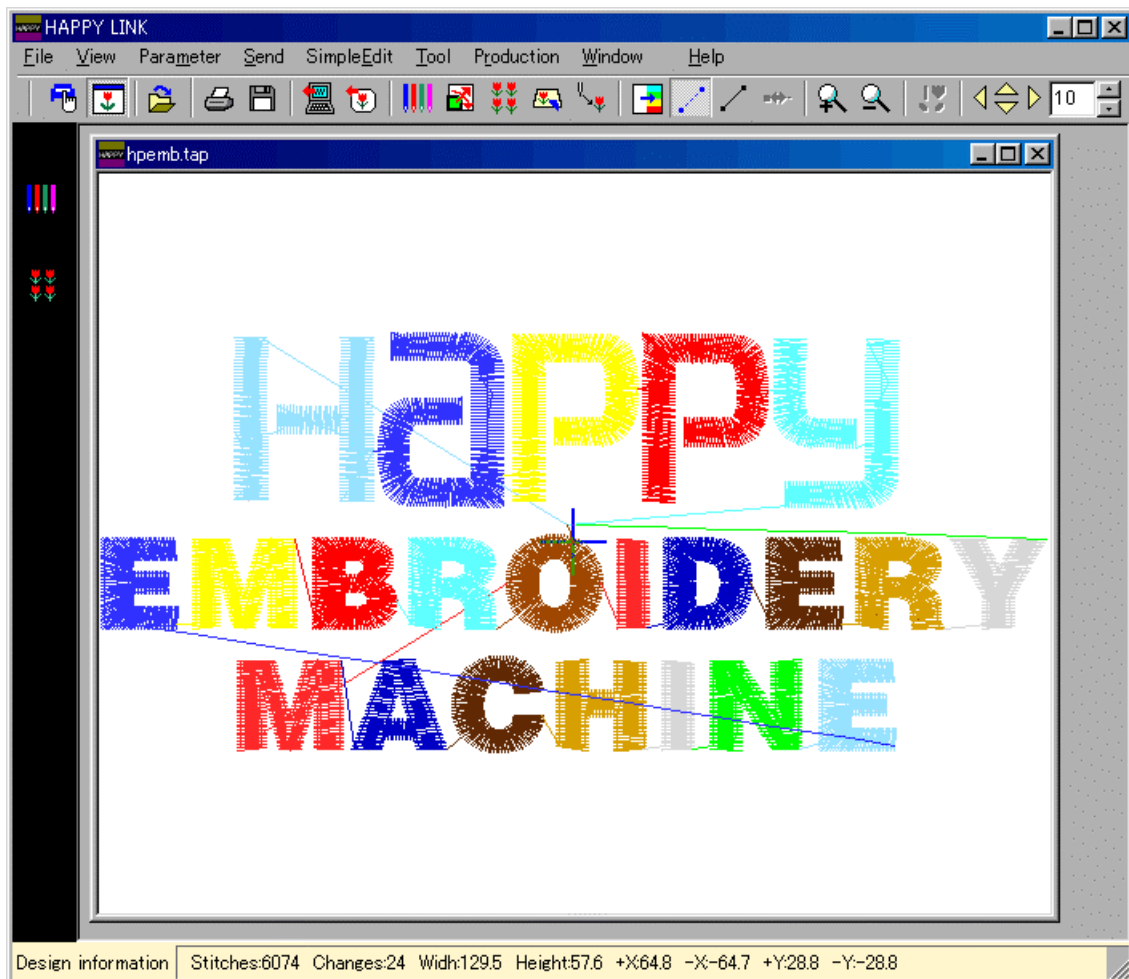 HAPPY LINK
File View Parameter Send SimpleEdit Tool Production Window Help
10
hpemb.tap
Happy
EMBROIDERY
MACHINE
Design information Stitches:6074 Changes:24 Widh:129.5 Height:57.6 +X:64.8 -X:-64.7 +Y:28.8 -Y:-28.8